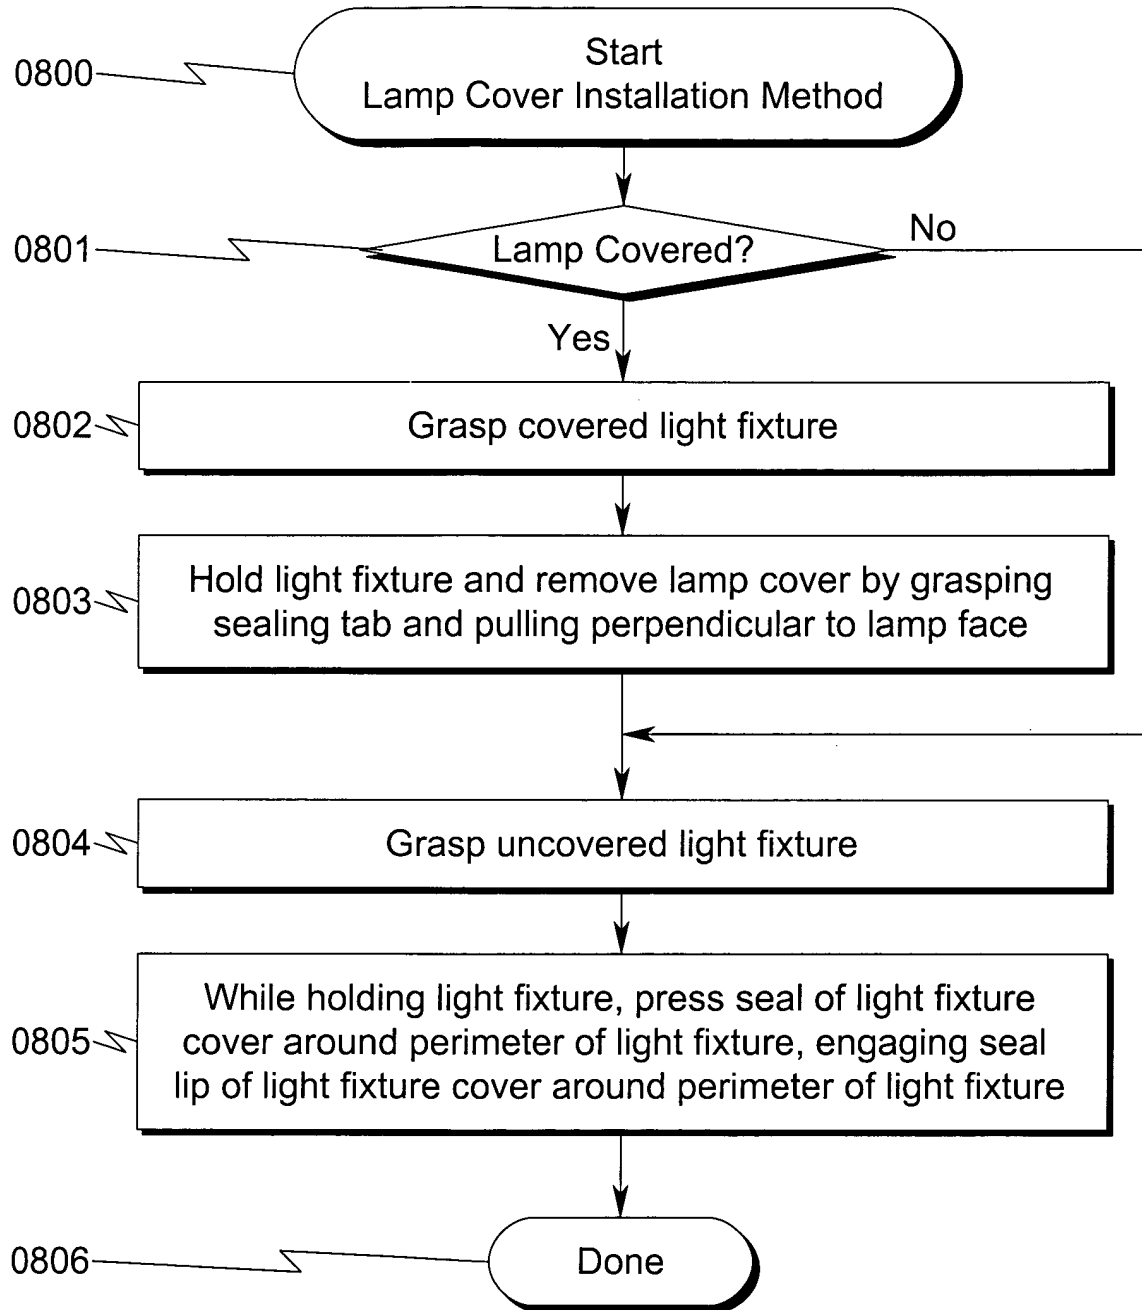 0800
Start
Lamp Cover Installation Method
0801
Lamp Covered?
No
Yes
0802
Grasp covered light fixture
0803
Hold light fixture and remove lamp cover by grasping
sealing tab and pulling perpendicular to lamp face
0804
Grasp uncovered light fixture
0805
While holding light fixture, press seal of light fixture
cover around perimeter of light fixture, engaging seal
lip of light fixture cover around perimeter of light fixture
0806
Done